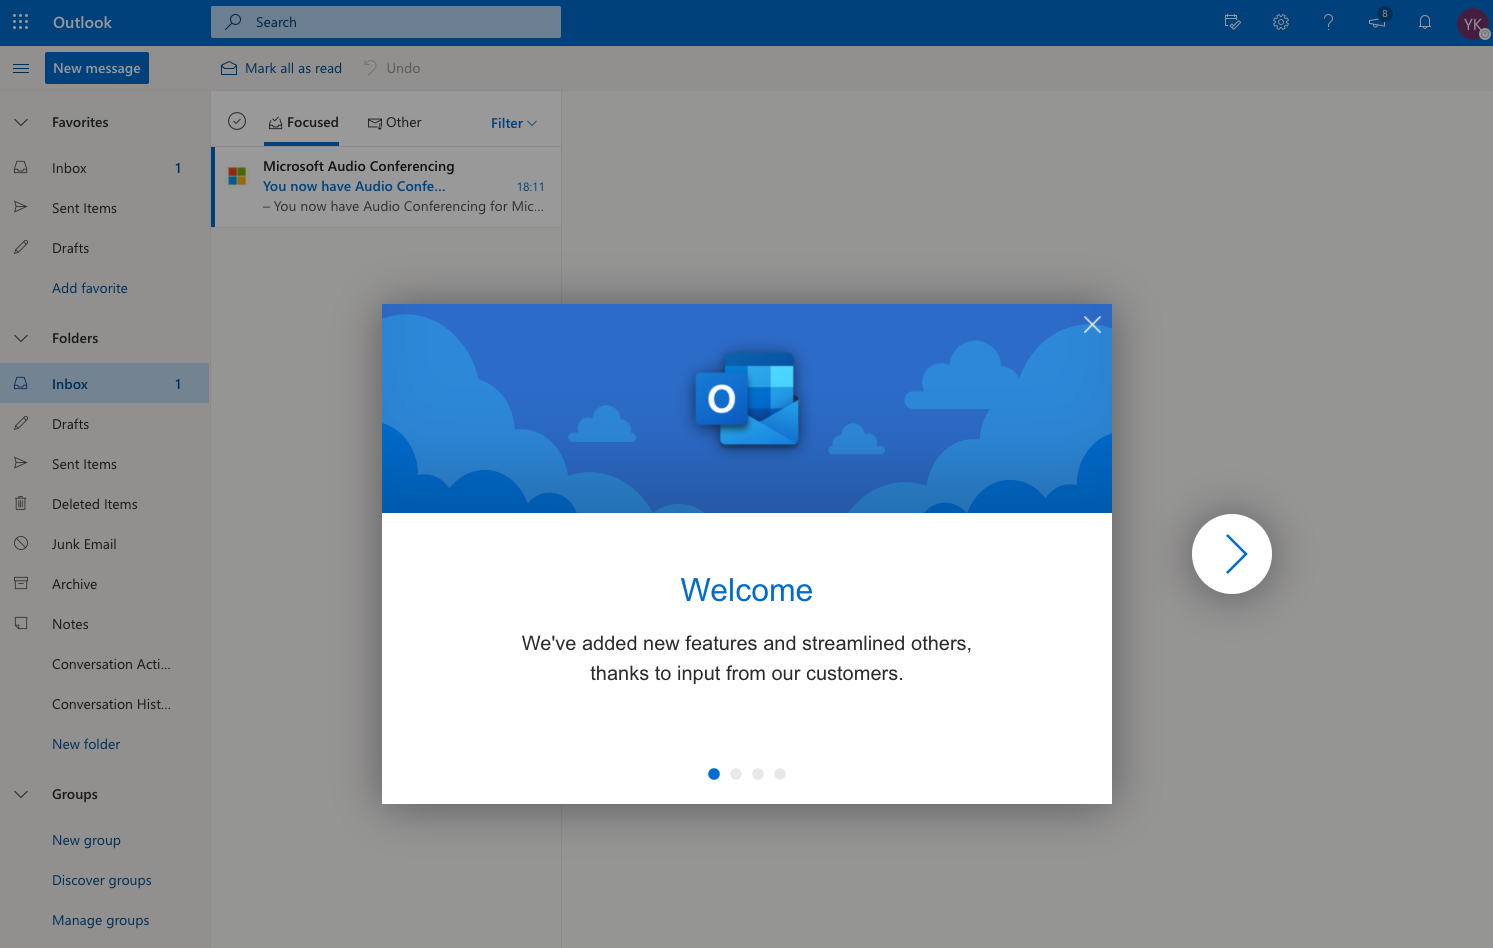 Outlook
Search
8
YK
New message
Mark all as read
Undo
Favorites
Inbox 1
Sent Items
Drafts
Add favorite
Folders
Inbox 1
Drafts
Sent Items
Deleted Items
Junk Email
Archive
Notes
Conversation Acti...
Conversation Hist...
New folder
Groups
New group
Discover groups
Manage groups
Focused
Other
Filter
Microsoft Audio Conferencing
You now have Audio Confe... 18:11
– You now have Audio Conferencing for Mic...
O
Welcome
We've added new features and streamlined others,
thanks to input from our customers.